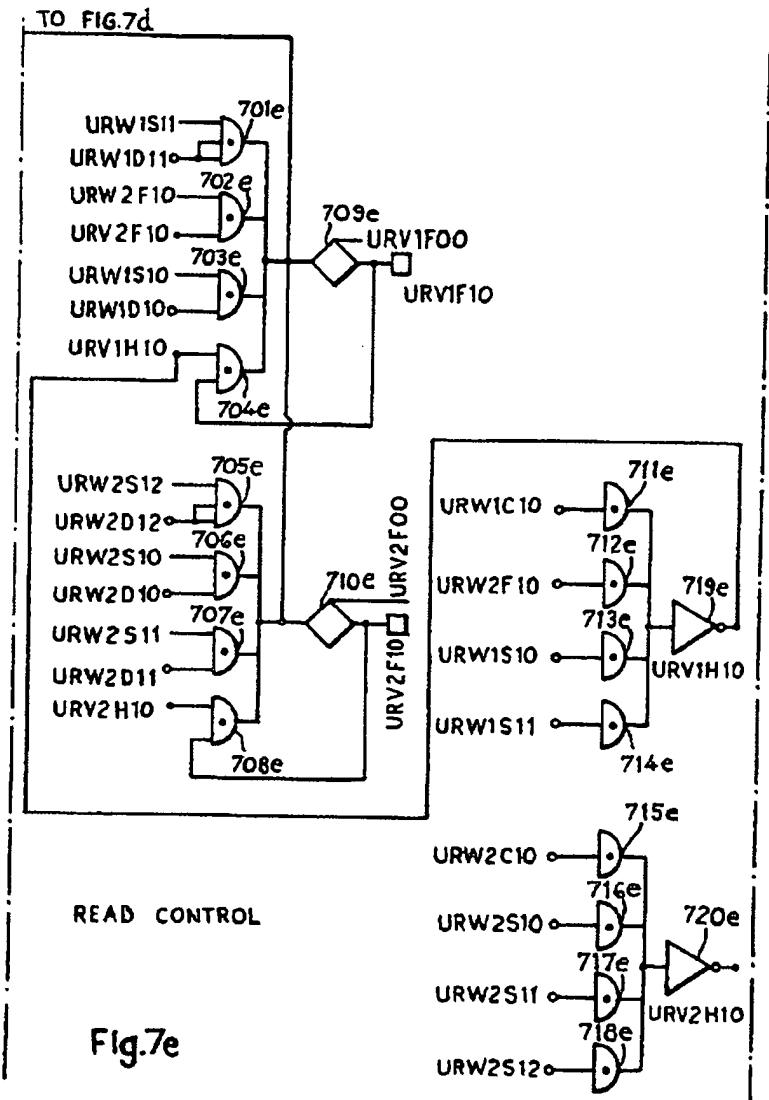 TO FIG.7d
701e
URW1S11
URW1D11
702e
URW2F10
URV2F10
709e
URV1F00
703e
URW1S10
URW1D10
URV1F10
URV1H10
704e
705e
URW2S12
URW2D12
711e
URW1C10
706e
URW2S10
URW2D10
710e
URV2F00
712e
URW2F10
719e
707e
URW2S11
URW2D11
URV2F10
713e
URW1S10
URV1H10
URV2H10
708e
URW1S11
714e
715e
URW2C10
716e
READ CONTROL
URW2S10
720e
717e
URW2S11
URV2H10
Fig.7e
718e
URW2S12